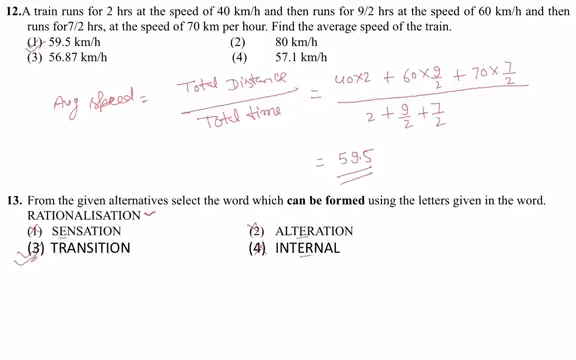 12.A train runs for 2 hrs at the speed of 40 km/h and then runs for 9/2 hrs at the speed of 60 km/h and then
runs for7/2 hrs, at the speed of 70 km per hour. Find the average speed of the train.
(1) 59.5 km/h (2) 80 km/h
(3) 56.87 km/h (4) 57.1 km/h
Avg Speed = Total Distance / Total time = 40×2 + 60×9/2 + 70×7/2 / 2 + 9/2 + 7/2
= 59.5
13. From the given alternatives select the word which can be formed using the letters given in the word.
RATIONALISATION
(1) SENSATION (2) ALTERATION
(3) TRANSITION (4) INTERNAL